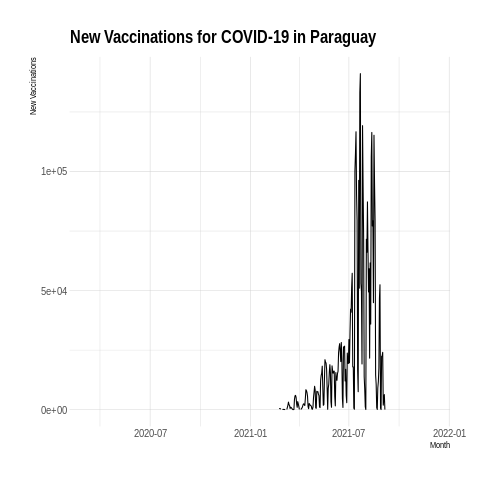 New Vaccinations for COVID-19 in Paraguay
New Vaccinations
1e+05
5e+04
0e+00
2020-07 2021-01 2021-07 2022-01
Month